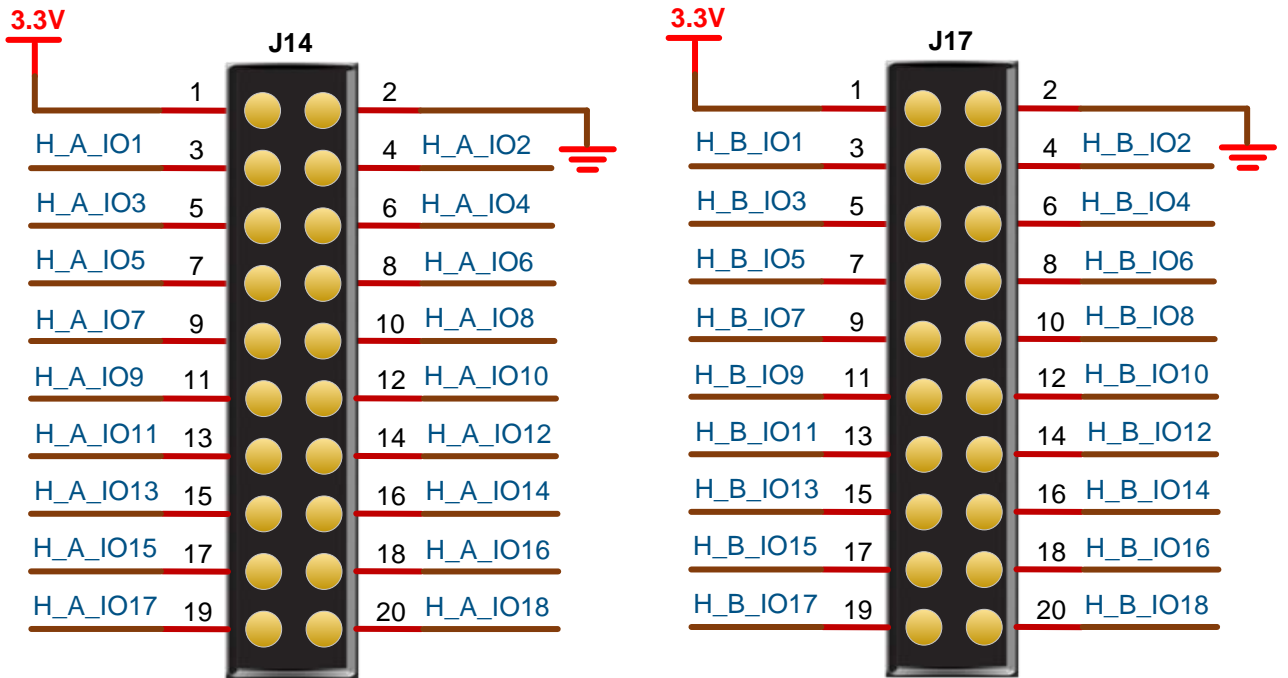 3.3V
J14
1 2
H_A_IO1 3 4 H_A_IO2
H_A_IO3 5 6 H_A_IO4
H_A_IO5 7 8 H_A_IO6
H_A_IO7 9 10 H_A_IO8
H_A_IO9 11 12 H_A_IO10
H_A_IO11 13 14 H_A_IO12
H_A_IO13 15 16 H_A_IO14
H_A_IO15 17 18 H_A_IO16
H_A_IO17 19 20 H_A_IO18
3.3V
J17
1 2
H_B_IO1 3 4 H_B_IO2
H_B_IO3 5 6 H_B_IO4
H_B_IO5 7 8 H_B_IO6
H_B_IO7 9 10 H_B_IO8
H_B_IO9 11 12 H_B_IO10
H_B_IO11 13 14 H_B_IO12
H_B_IO13 15 16 H_B_IO14
H_B_IO15 17 18 H_B_IO16
H_B_IO17 19 20 H_B_IO18